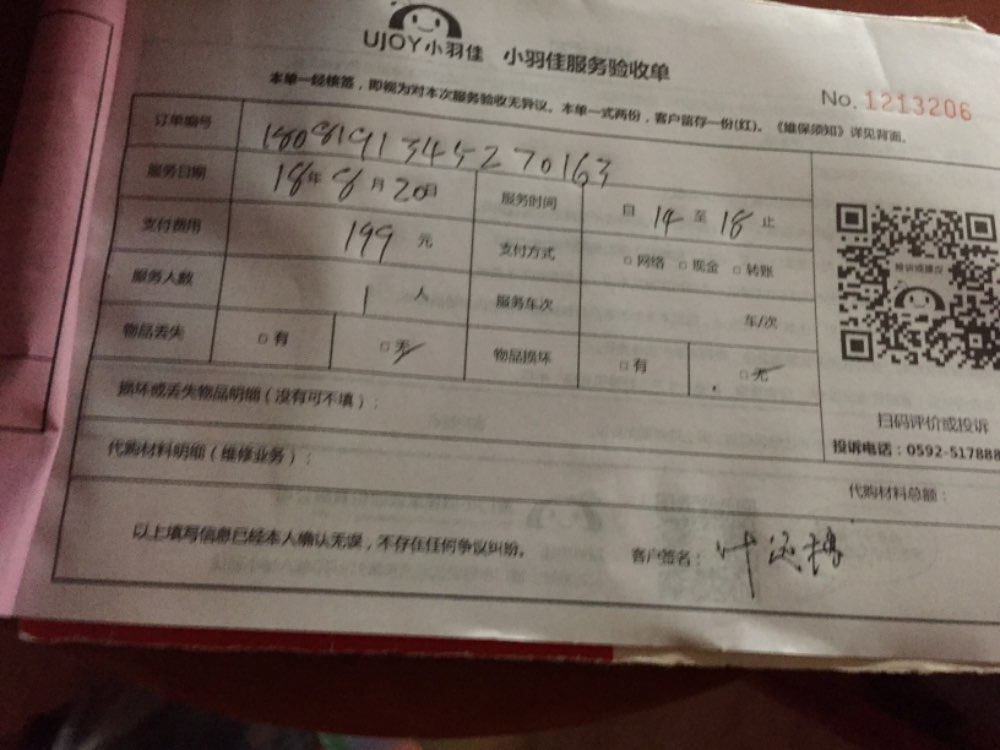 UJOY小羽佳 小羽佳服务验收单
No. 1213206
本单一经核签，即视为对本次服务验收无异议。本单一式两份，客户留存一份(红)。《维保须知》详见背面。
订单编号 1808191345270163
服务日期 18年8月20日 服务时间 自 14 至 18 止
支付费用 199 元 支付方式 □网络 □现金 □转账
服务人数 1 人 服务车次 车/次
物品丢失 □有 □无 物品损坏 □有 □无
扫码评价或投诉
投诉电话：0592-517888
损坏或丢失物品明细（没有可不填）：
代购材料明细（维修业务）： 代购材料总额：
以上填写信息已经本人确认无误，不存在任何争议纠纷。 客户签名：叶